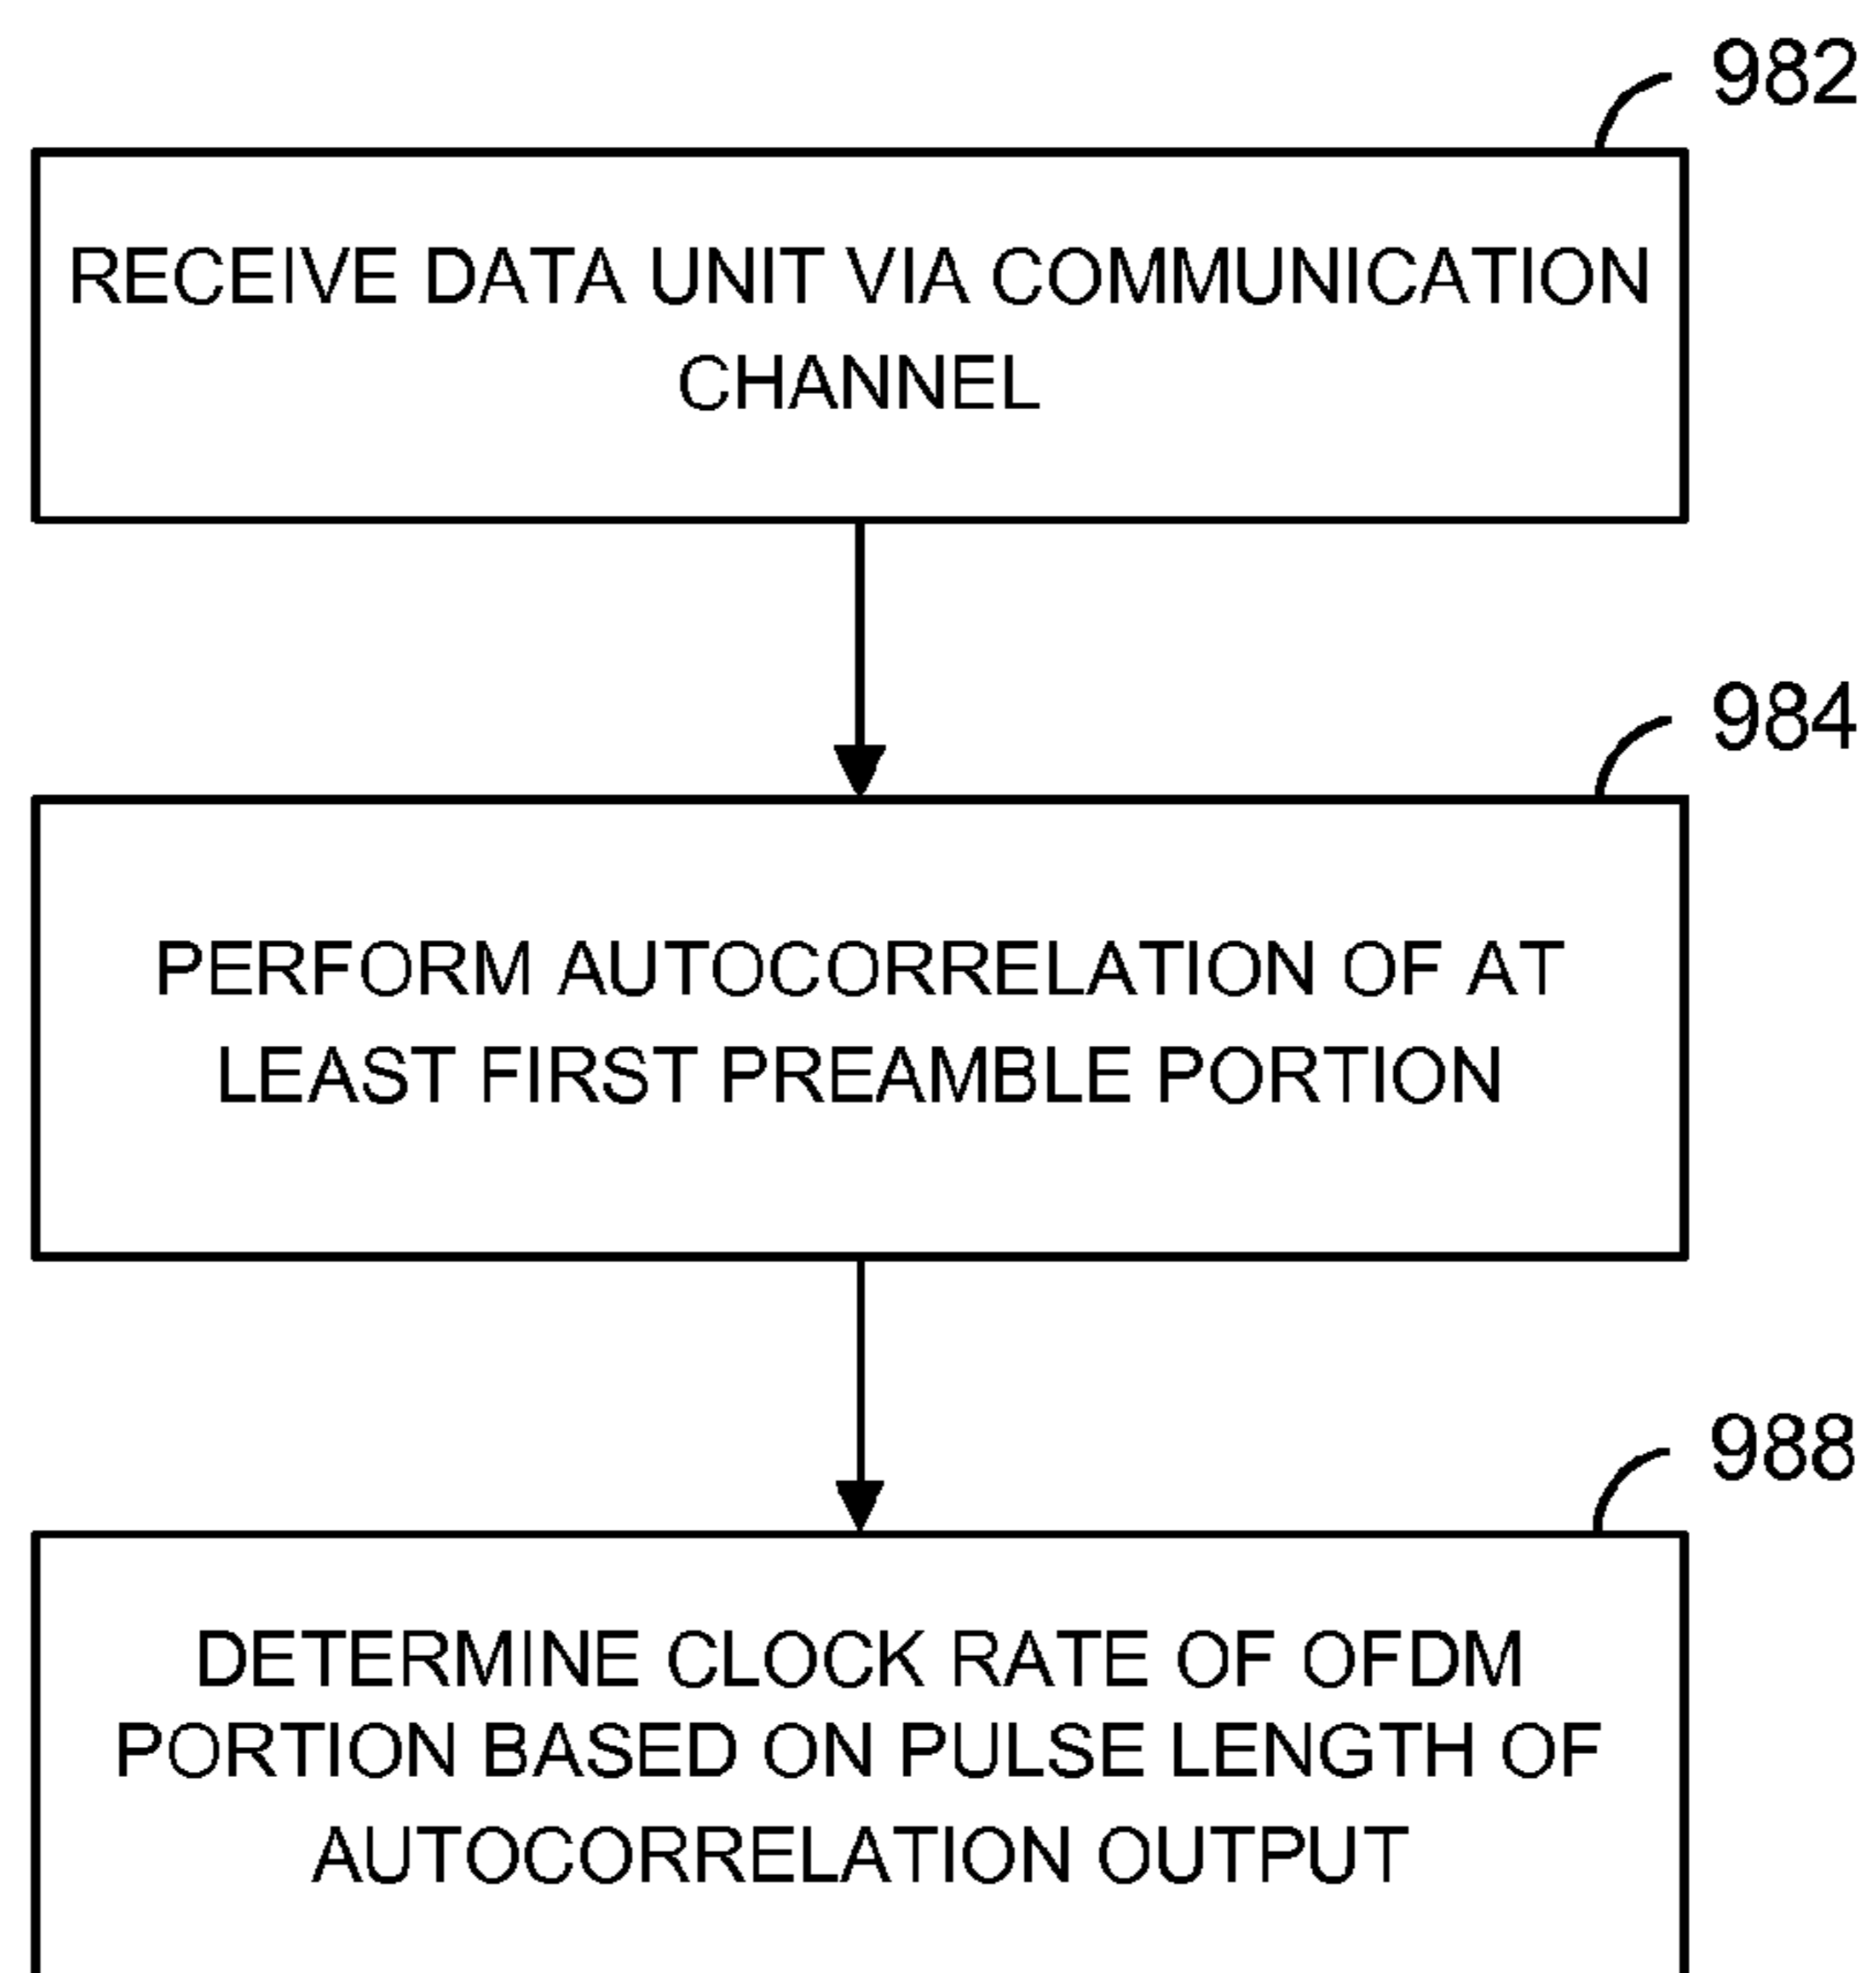 982
RECEIVE DATA UNIT VIA COMMUNICATION
CHANNEL
984
PERFORM AUTOCORRELATION OF AT
LEAST FIRST PREAMBLE PORTION
988
DETERMINE CLOCK RATE OF OFDM
PORTION BASED ON PULSE LENGTH OF
AUTOCORRELATION OUTPUT